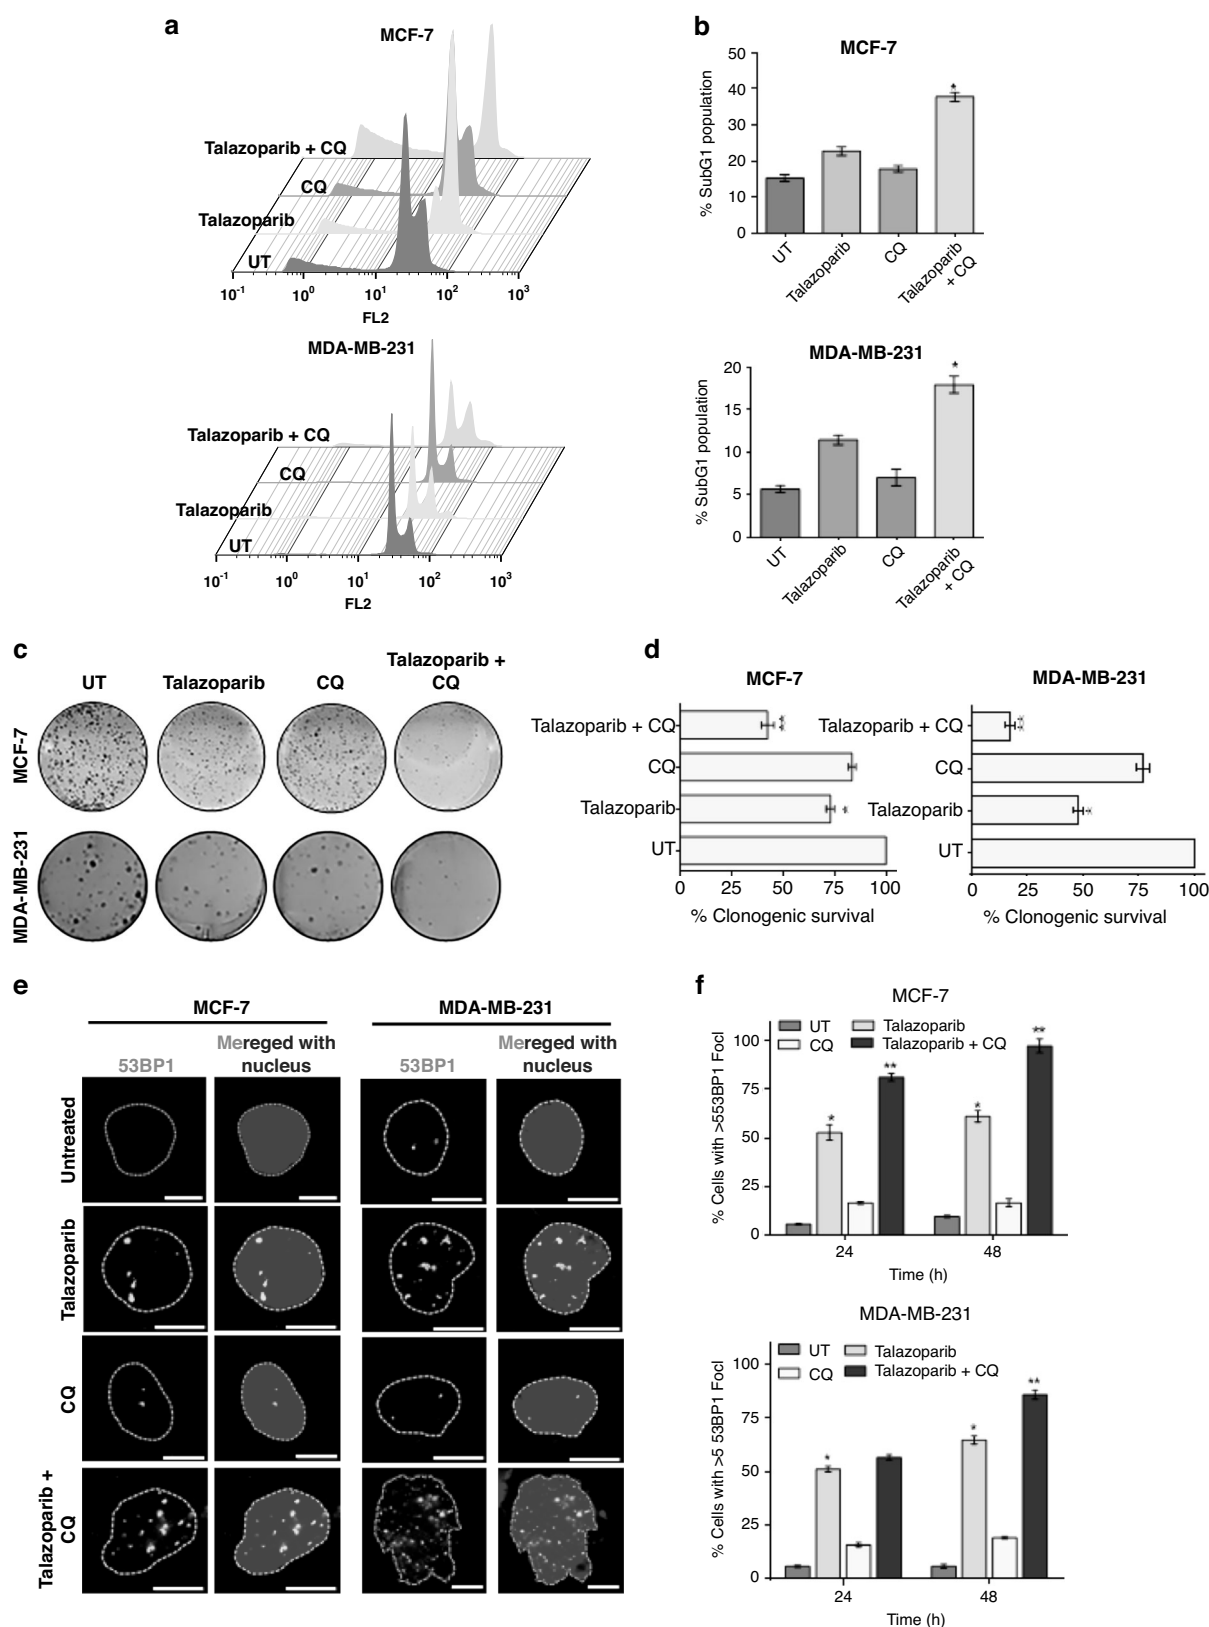 a
MCF-7
Talazoparib + CQ
CQ
Talazoparib
UT
10-1 100 101 102 103
FL2
MDA-MB-231
Talazoparib + CQ
CQ
Talazoparib
UT
10-1 100 101 102 103
FL2
b
MCF-7
% SubG1 population
50
40
30
20
10
0
*
UT
Talazoparib
CQ
Talazoparib
+ CQ
MDA-MB-231
% SubG1 population
20
15
10
5
0
*
UT
Talazoparib
CQ
Talazoparib
+ CQ
c
UT
Talazoparib
CQ
Talazoparib +
CQ
MCF-7
MDA-MB-231
d
MCF-7
Talazoparib + CQ
CQ
Talazoparib
UT
0 25 50 75 100
% Clonogenic survival
MDA-MB-231
Talazoparib + CQ
CQ
Talazoparib
UT
0 25 50 75 100
% Clonogenic survival
e
MCF-7
MDA-MB-231
53BP1
Mereged with
nucleus
53BP1
Mereged with
nucleus
Untreated
Talazoparib
CQ
Talazoparib +
CQ
f
MCF-7
UT
Talazoparib
CQ
Talazoparib + CQ
% Cells with >553BP1 Focl
100
75
50
25
0
*
**
*
**
24
48
Time (h)
MDA-MB-231
UT
Talazoparib
CQ
Talazoparib + CQ
% Cells with >5 53BP1 Focl
100
75
50
25
0
*
*
**
24
48
Time (h)